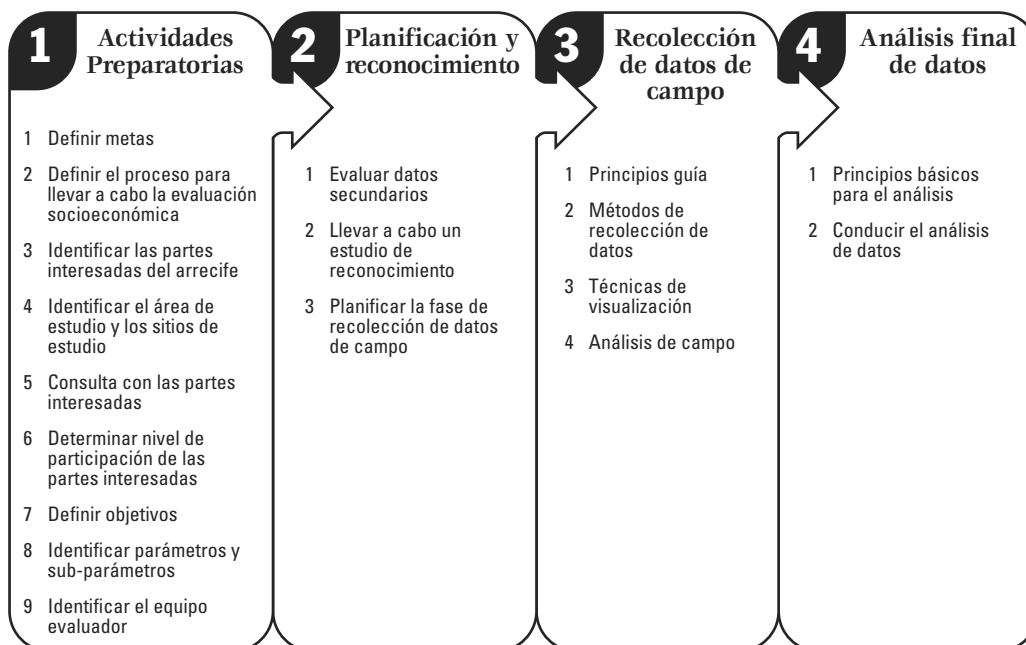 1 Actividades
Preparatorias
1 Definir metas
2 Definir el proceso para
llevar a cabo la evaluación
socioeconómica
3 Identificar las partes
interesadas del arrecife
4 Identificar el área de
estudio y los sitios de
estudio
5 Consulta con las partes
interesadas
6 Determinar nivel de
participación de las
partes interesadas
7 Definir objetivos
8 Identificar parámetros y
sub-parámetros
9 Identificar el equipo
evaluador
2 Planificación y
reconocimiento
1 Evaluar datos
secundarios
2 Llevar a cabo un
estudio de
reconocimiento
3 Planificar la fase de
recolección de datos
de campo
3 Recolección
de datos de
campo
1 Principios guía
2 Métodos de
recolección de
datos
3 Técnicas de
visualización
4 Análisis de campo
4 Análisis final
de datos
1 Principios básicos
para el análisis
2 Conducir el análisis
de datos